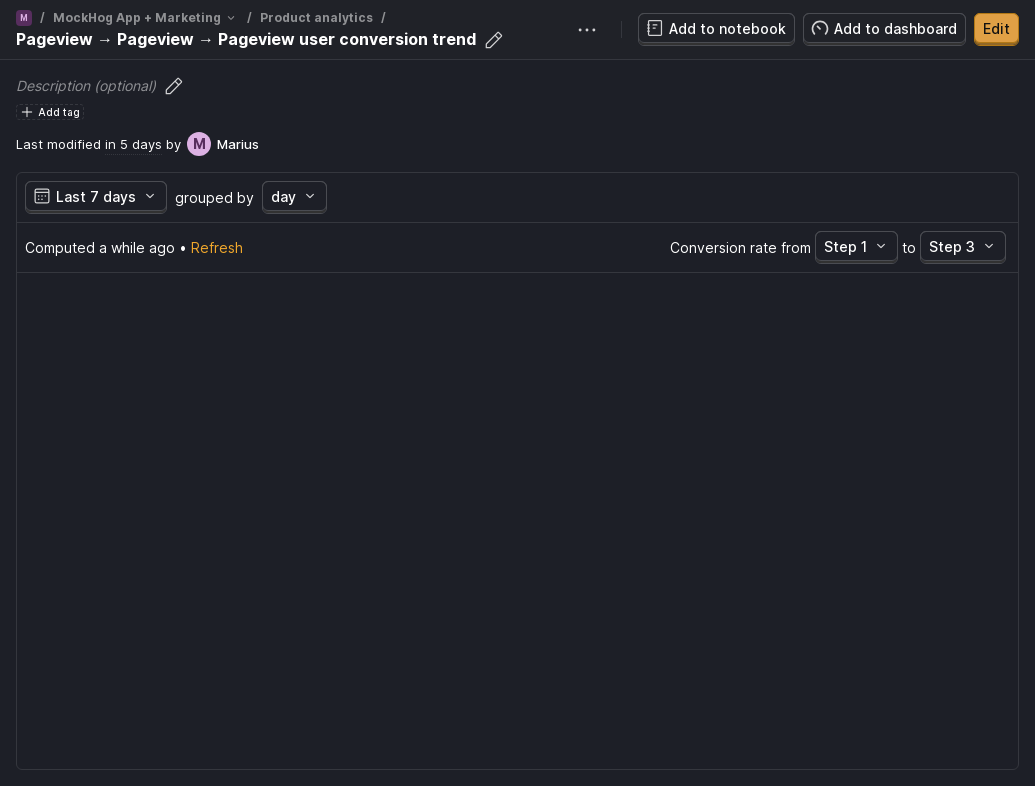 M / MockHog App + Marketing / Product analytics /
Pageview → Pageview → Pageview user conversion trend
Add to notebook
Add to dashboard
Edit
Description (optional)
Add tag
Last modified in 5 days by M Marius
Last 7 days grouped by day
Computed a while ago • Refresh
Conversion rate from Step 1 to Step 3